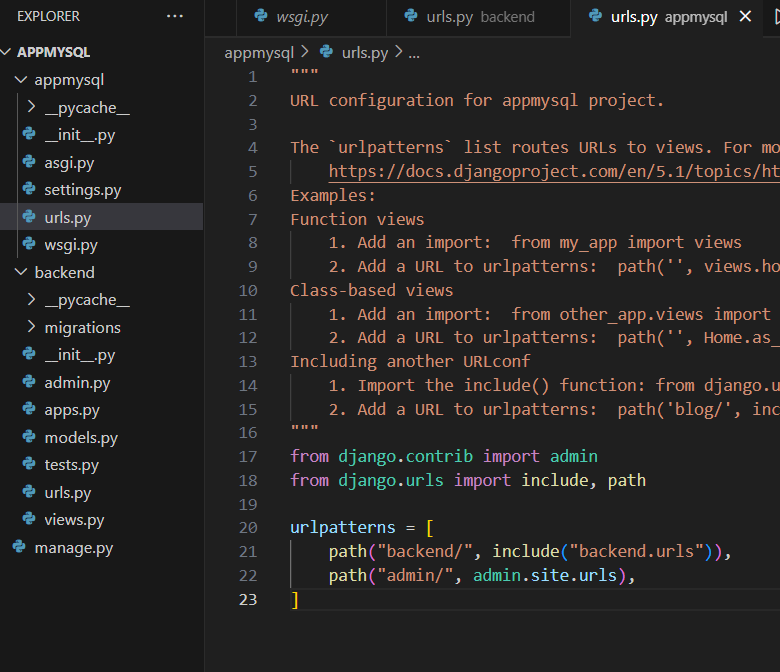 EXPLORER
...
APPMYSQL
appmysql
__pycache__
__init__.py
asgi.py
settings.py
urls.py
wsgi.py
backend
__pycache__
migrations
__init__.py
admin.py
apps.py
models.py
tests.py
urls.py
views.py
manage.py
wsgi.py
urls.py backend
urls.py appmysql
appmysql > urls.py > ...
1 """
2 URL configuration for appmysql project.
3
4 The `urlpatterns` list routes URLs to views. For mo
5 https://docs.djangoproject.com/en/5.1/topics/ht
6 Examples:
7 Function views
8 1. Add an import:  from my_app import views
9 2. Add a URL to urlpatterns:  path('', views.ho
10 Class-based views
11 1. Add an import:  from other_app.views import
12 2. Add a URL to urlpatterns:  path('', Home.as_
13 Including another URLconf
14 1. Import the include() function: from django.u
15 2. Add a URL to urlpatterns:  path('blog/', inc
16 """
17 from django.contrib import admin
18 from django.urls import include, path
19
20 urlpatterns = [
21 path("backend/", include("backend.urls")),
22 path("admin/", admin.site.urls),
23 ]